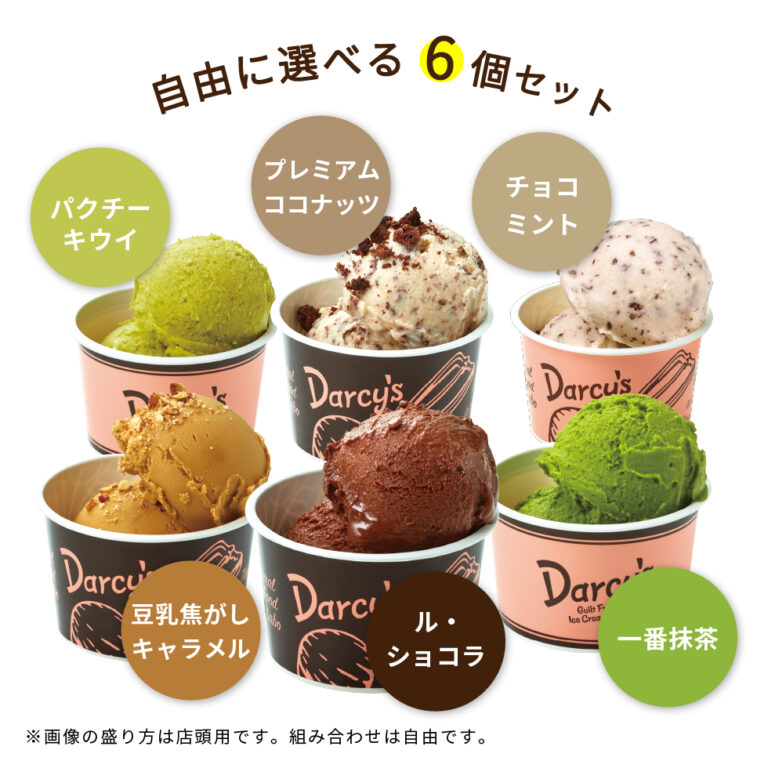 自由に選べる6個セット
パクチー
キウイ
プレミアム
ココナッツ
チョコ
ミント
Darcy's
Darcy's
Darcy's
Darcy's
Darcy's
Darcy's
Guilt
Ice Crea
豆乳焦がし
キャラメル
ル・
ショコラ
一番抹茶
※画像の盛り方は店頭用です。組み合わせは自由です。